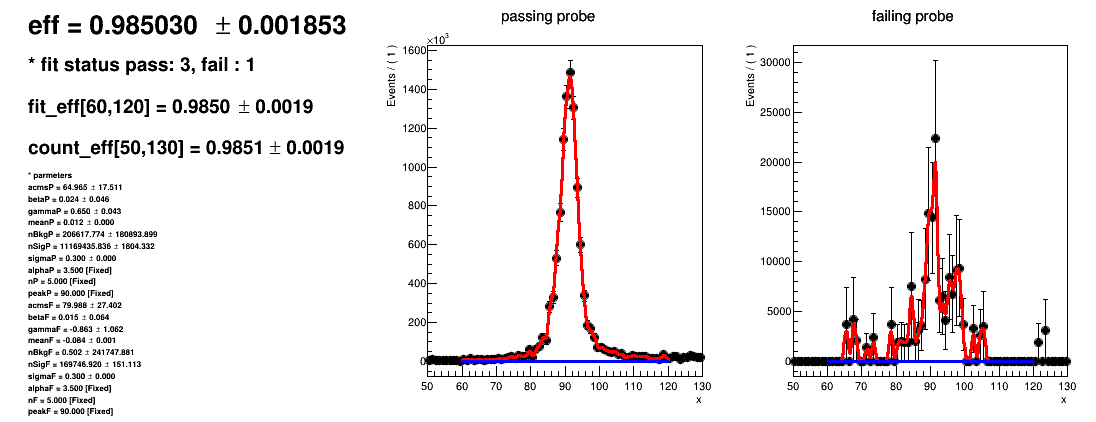 eff = 0.985030 ± 0.001853
* fit status pass: 3, fail : 1
fit_eff[60,120] = 0.9850 ± 0.0019
count_eff[50,130] = 0.9851 ± 0.0019
* parmeters
acmsP = 64.965 ± 17.511
betaP = 0.024 ± 0.046
gammaP = 0.650 ± 0.043
meanP = 0.012 ± 0.000
nBkgP = 206617.774 ± 180893.899
nSigP = 11169435.836 ± 1804.332
sigmaP = 0.300 ± 0.000
alphaP = 3.500 [Fixed]
nP = 5.000 [Fixed]
peakP = 90.000 [Fixed]
acmsF = 79.988 ± 27.402
betaF = 0.015 ± 0.064
gammaF = -0.863 ± 1.062
meanF = -0.084 ± 0.001
nBkgF = 0.502 ± 241747.881
nSigF = 169746.920 ± 151.113
sigmaF = 0.300 ± 0.000
alphaF = 3.500 [Fixed]
nF = 5.000 [Fixed]
peakF = 90.000 [Fixed]
passing probe
×10³
Events / ( 1 )
1600
1400
1200
1000
800
600
400
200
0
50 60 70 80 90 100 110 120 130
x
failing probe
Events / ( 1 )
30000
25000
20000
15000
10000
5000
0
50 60 70 80 90 100 110 120 130
x